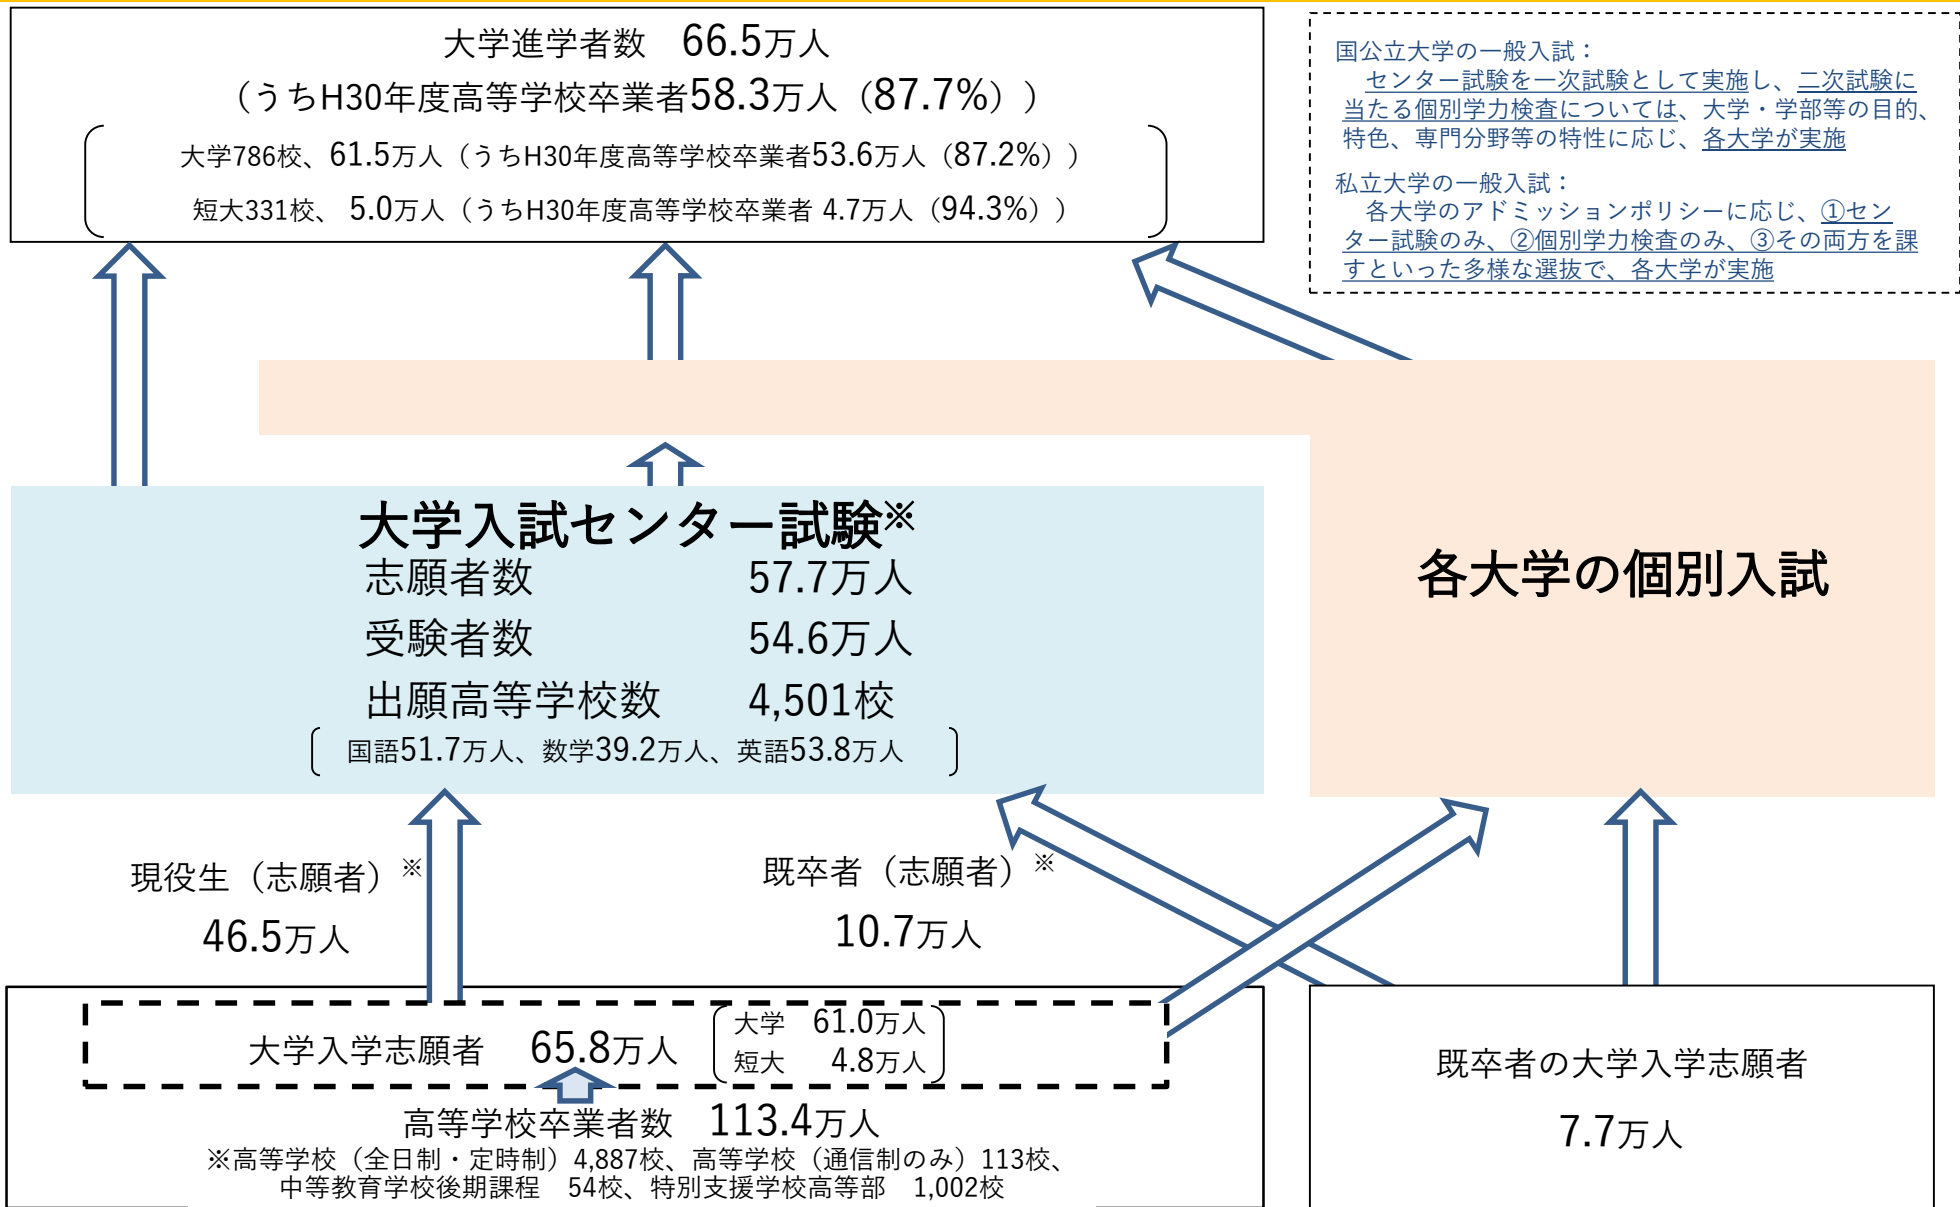 大学進学者数　66.5万人
（うちH30年度高等学校卒業者58.3万人（87.7%））
大学786校、61.5万人（うちH30年度高等学校卒業者53.6万人（87.2%））
短大331校、 5.0万人（うちH30年度高等学校卒業者 4.7万人（94.3%））
国公立大学の一般入試：
センター試験を一次試験として実施し、二次試験に
当たる個別学力検査については、大学・学部等の目的、
特色、専門分野等の特性に応じ、各大学が実施
私立大学の一般入試：
各大学のアドミッションポリシーに応じ、①セン
ター試験のみ、②個別学力検査のみ、③その両方を課
すといった多様な選抜で、各大学が実施
大学入試センター試験※
志願者数　57.7万人
受験者数　54.6万人
出願高等学校数　4,501校
国語51.7万人、数学39.2万人、英語53.8万人
各大学の個別入試
現役生（志願者）※
46.5万人
既卒者（志願者）※
10.7万人
大学入学志願者　65.8万人
大学　61.0万人
短大　4.8万人
高等学校卒業者数　113.4万人
※高等学校（全日制・定時制）4,887校、高等学校（通信制のみ）113校、
中等教育学校後期課程　54校、特別支援学校高等部　1,002校
既卒者の大学入学志願者
7.7万人